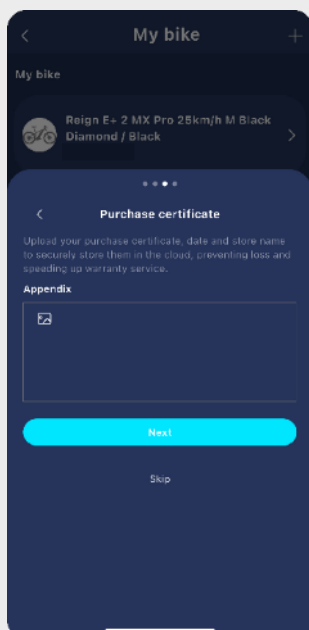 My bike
My bike
Reign E+ 2 MX Pro 25km/h M Black
Diamond / Black
Purchase certificate
Upload your purchase certificate, date and store name
to securely store them in the cloud, preventing loss and
speeding up warranty service.
Appendix
Next
Skip